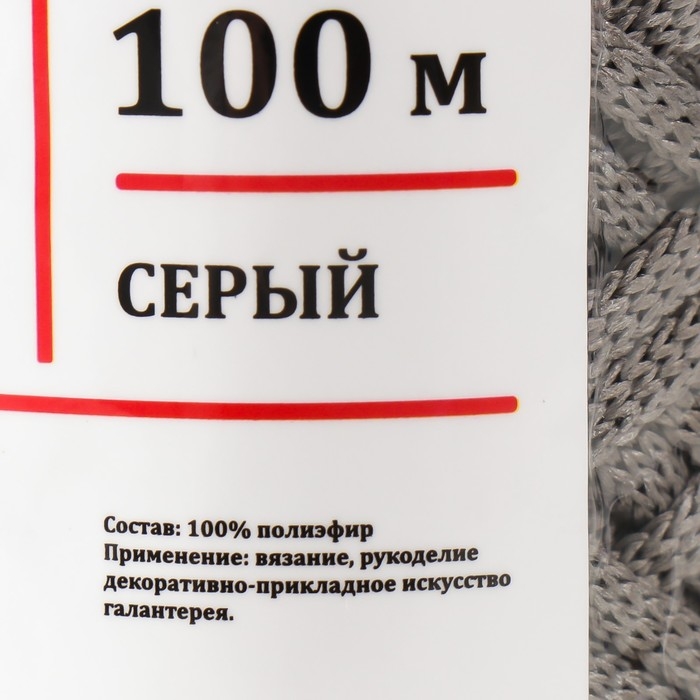 100 м
СЕРЫЙ
Состав: 100% полиэфир
Применение: вязание, рукоделие
декоративно-прикладное искусство
галантерея.